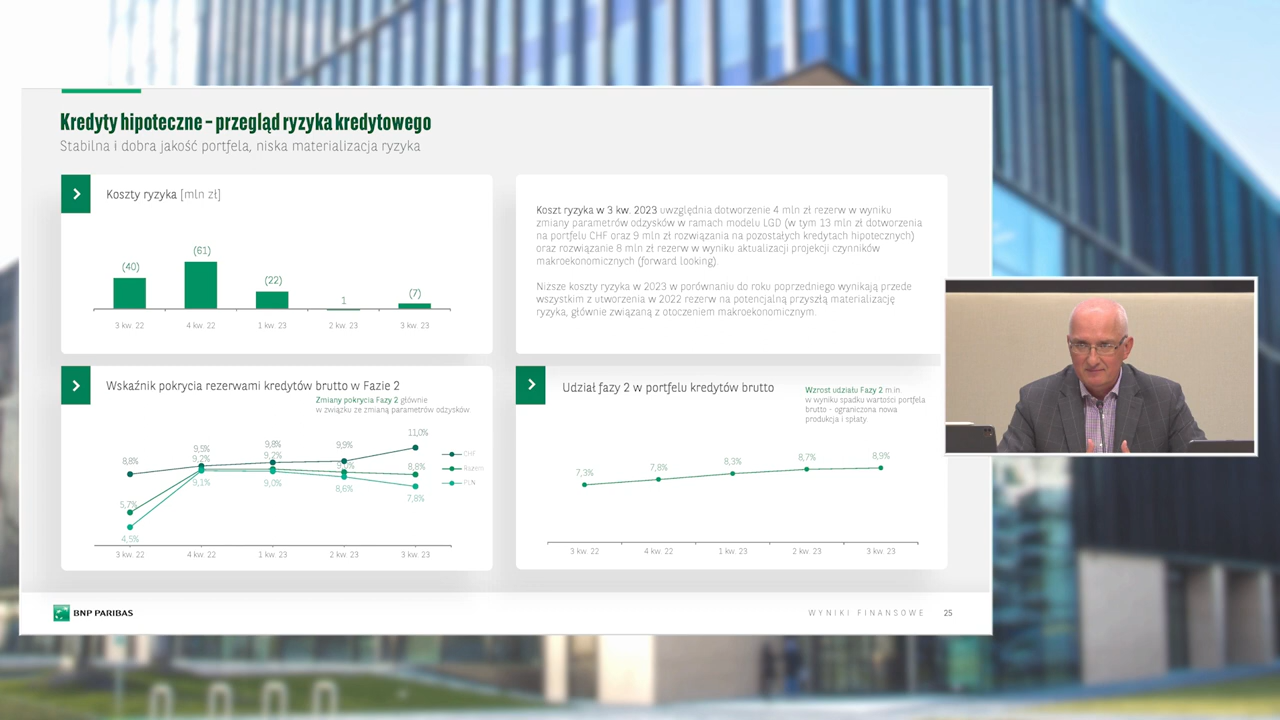 Kredyty hipoteczne – przegląd ryzyka kredytowego
Stabilna i dobra jakość portfela, niska materializacja ryzyka
Koszty ryzyka [mln zł]
(40)
(61)
(22)
1
(7)
3 kw. 22
4 kw. 22
1 kw. 23
2 kw. 23
3 kw. 23
Koszt ryzyka w 3 kw. 2023 uwzględnia dotworzenie 4 mln zł rezerw w wyniku
zmiany parametrów odzysków w ramach modelu LGD (w tym 13 mln zł dotworzenia
na portfelu CHF oraz 9 mln zł rozwiązania na pozostałych kredytach hipotecznych)
oraz rozwiązanie 8 mln zł rezerw w wyniku aktualizacji projekcji czynników
makroekonomicznych (forward looking).
Niższe koszty ryzyka w 2023 w porównaniu do roku poprzedniego wynikają przede
wszystkim z utworzenia w 2022 rezerw na potencjalną przyszłą materializację
ryzyka, głównie związaną z otoczeniem makroekonomicznym.
Wskaźnik pokrycia rezerwami kredytów brutto w Fazie 2
Zmiany pokrycia Fazy 2 głównie
w związku ze zmianą parametrów odzysków
8,8%
9,5%
9,8%
9,9%
11,0%
5,7%
9,2%
9,2%
9,0%
8,8%
4,5%
9,1%
9,0%
8,6%
7,8%
CHF
Razem
PLN
3 kw. 22
4 kw. 22
1 kw. 23
2 kw. 23
3 kw. 23
Udział fazy 2 w portfelu kredytów brutto
Wzrost udziału Fazy 2 m.in.
w wyniku spadku wartości portfela
brutto - ograniczona nowa
produkcja i spłaty
7,3%
7,8%
8,3%
8,7%
8,9%
3 kw. 22
4 kw. 22
1 kw. 23
2 kw. 23
3 kw. 23
BNP PARIBAS
WYNIKI FINANSOWE
25